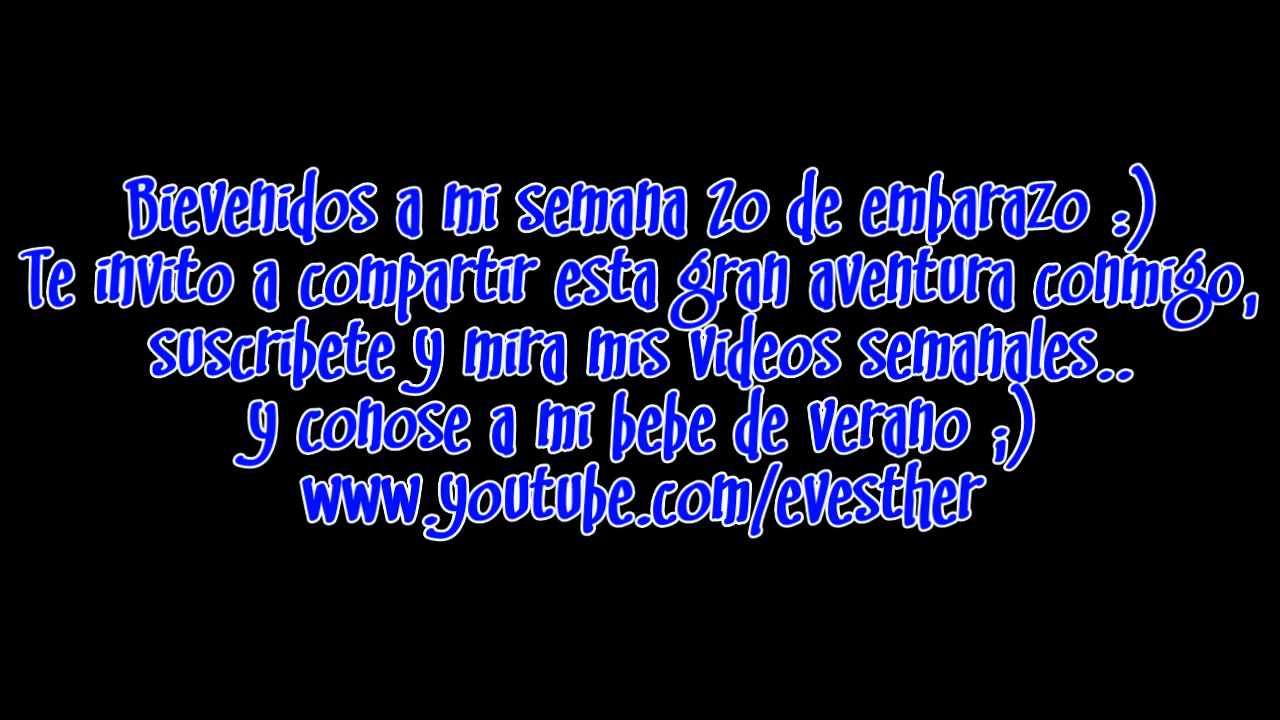 Bievenidos a mi semana 20 de embarazo :)
Te invito a compartir esta gran aventura conmigo,
suscribete y mira mis videos semanales..
y conose a mi bebe de verano ;)
www.youtube.com/evesther